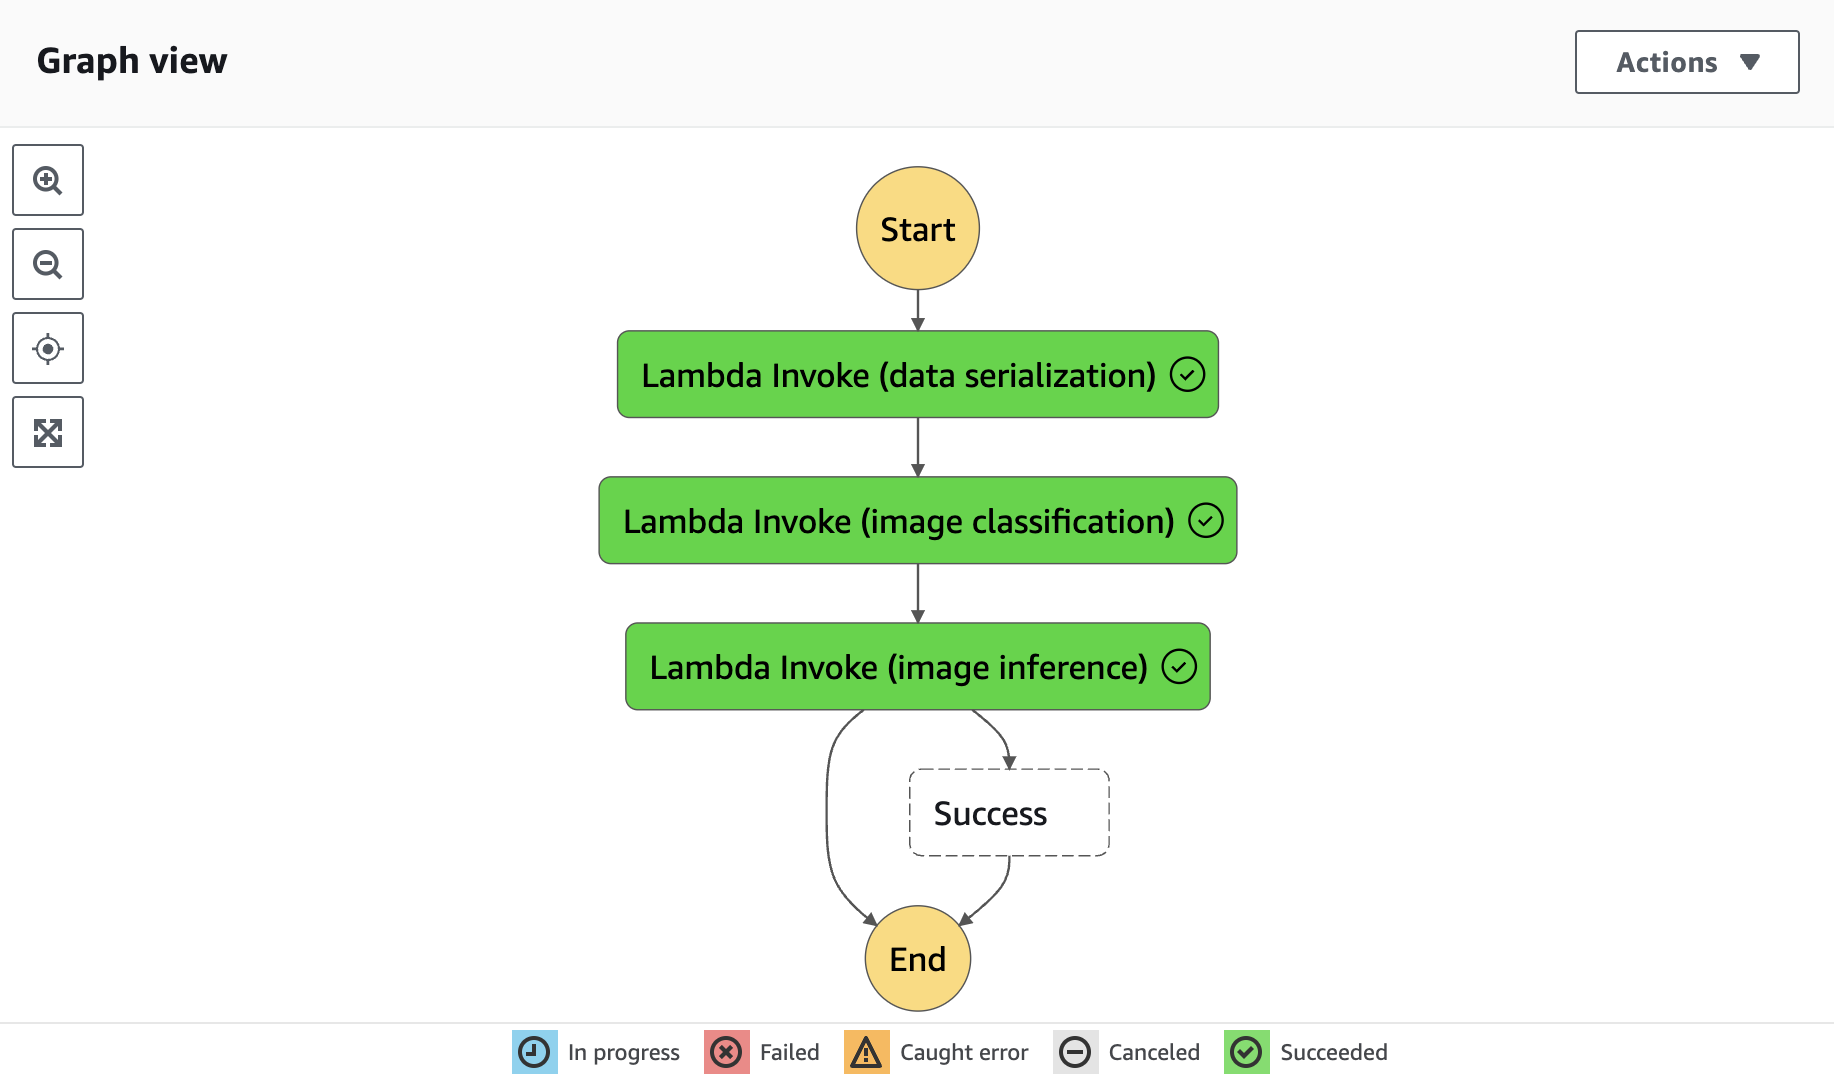 Graph view
Actions
Start
Lambda Invoke (data serialization)
Lambda Invoke (image classification)
Lambda Invoke (image inference)
Success
End
In progress
Failed
Caught error
Canceled
Succeeded